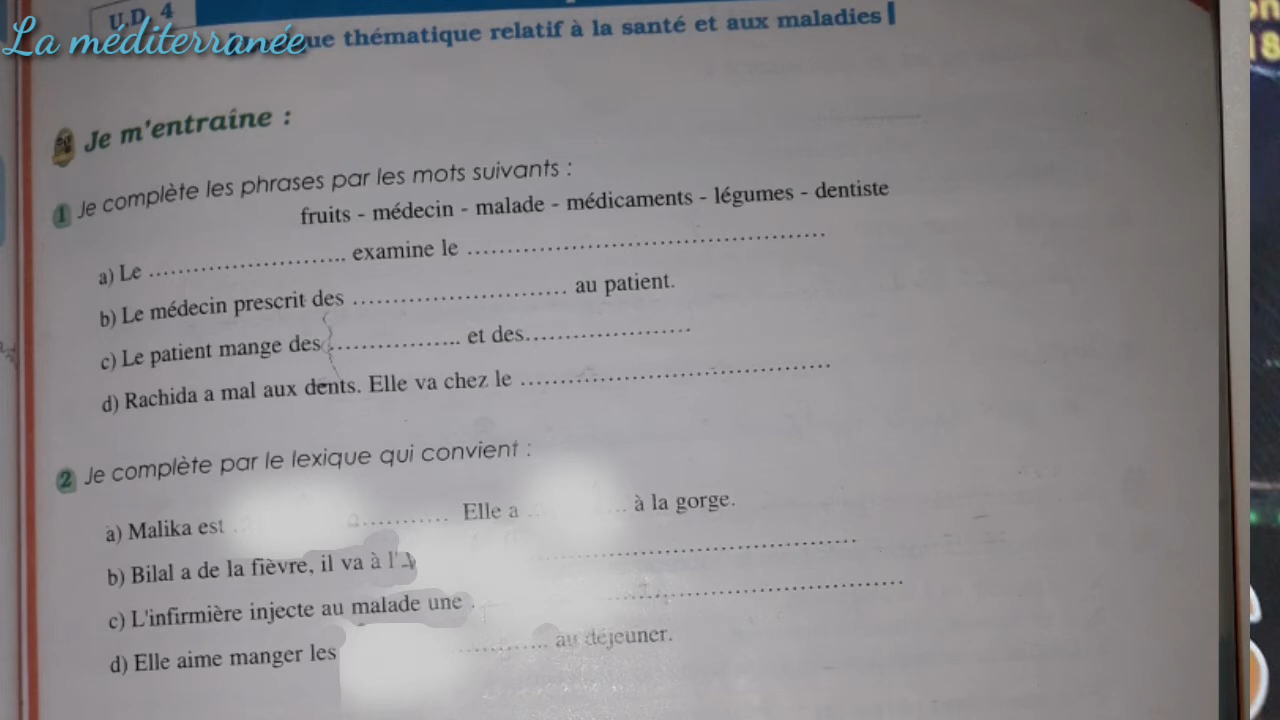 U.D. 4
La méditerranée
ue thématique relatif à la santé et aux maladies
Je m'entraîne :
1 Je complète les phrases par les mots suivants :
fruits - médecin - malade - médicaments - légumes - dentiste
a) Le .......................... examine le ................................................
b) Le médecin prescrit des ............................. au patient.
c) Le patient mange des .................. et des......................
d) Rachida a mal aux dents. Elle va chez le .........................................
2 Je complète par le lexique qui convient :
a) Malika est ............ Elle a ...... à la gorge.
b) Bilal a de la fièvre, il va à l' ..........................................
c) L'infirmière injecte au malade une ........................................
d) Elle aime manger les ............ au déjeuner.